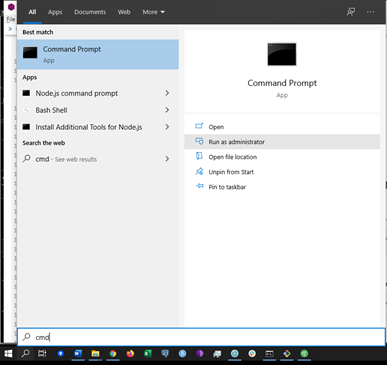 File
All Apps Documents Web More
Best match
Command Prompt
App
Apps
Node.js command prompt
Bash Shell
Install Additional Tools for Node.js
Search the web
cmd - See web results
Command Prompt
App
Open
Run as administrator
Open file location
Unpin from Start
Pin to taskbar
cmd